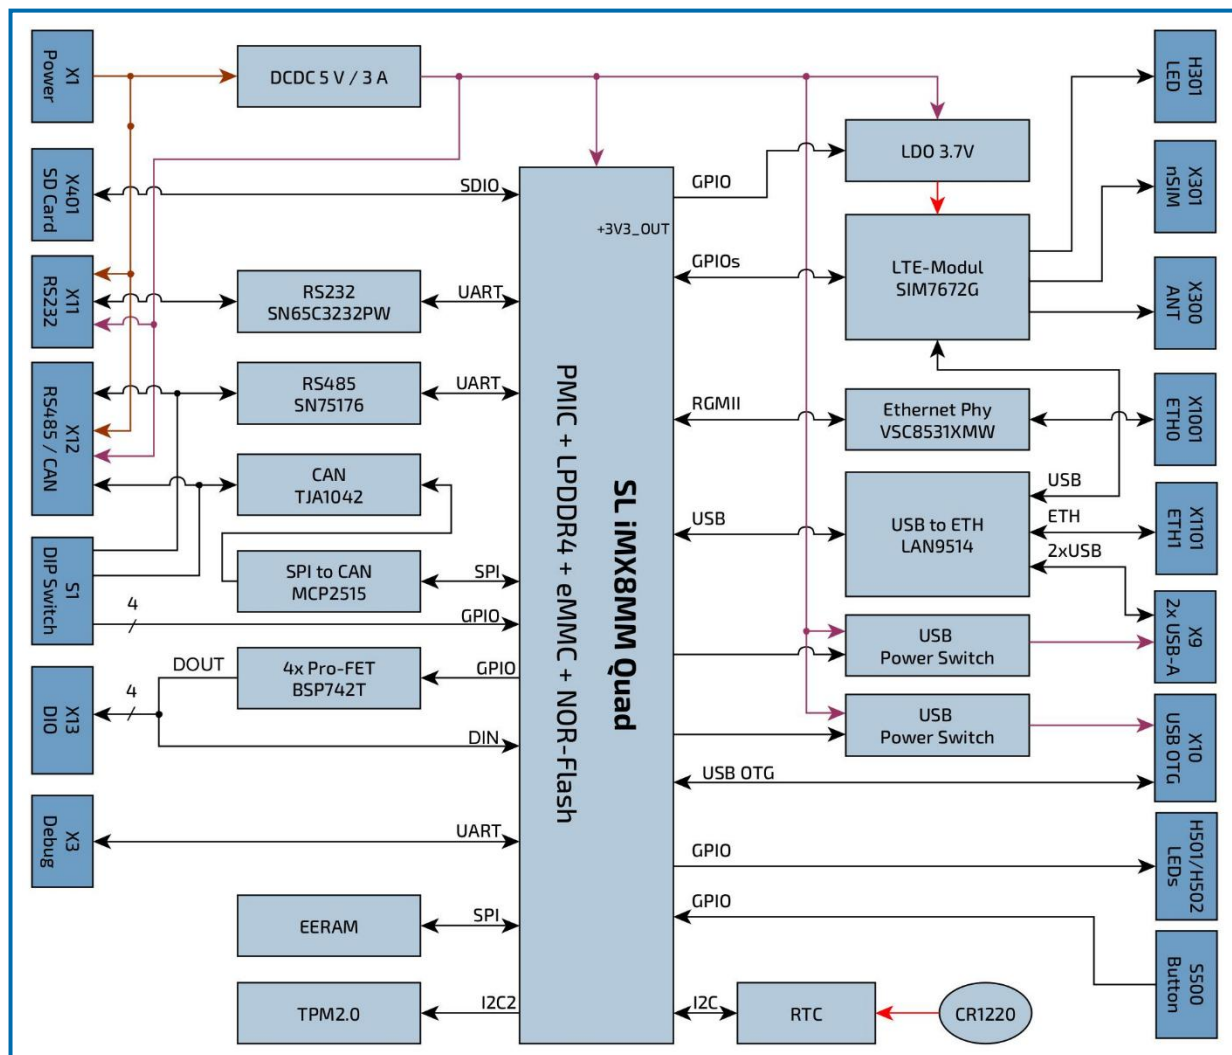 X1
Power
DCDC 5 V / 3 A
H301
LED
LDO 3.7V
X401
SD Card
SDIO
GPIO
X301
nSIM
+3V3_OUT
X11
RS232
RS232
SN65C3232PW
UART
GPIOs
LTE-Modul
SIM7672G
X300
ANT
X12
RS485 / CAN
RS485
SN75176
UART
RGMII
Ethernet Phy
VSC8531XMW
X1001
ETH0
CAN
TJA1042
SL iMX8MM Quad
PMIC + LPDDR4 + eMMC + NOR-Flash
USB
USB to ETH
LAN9514
USB
ETH
2xUSB
X1101
ETH1
S1
DIP Switch
SPI to CAN
MCP2515
SPI
4
GPIO
USB
Power Switch
X9
2x USB-A
X13
DIO
4
DOUT
4x Pro-FET
BSP742T
GPIO
DIN
USB
Power Switch
X10
USB OTG
USB OTG
X3
Debug
UART
GPIO
H501/H502
LEDs
EERAM
SPI
GPIO
S500
Button
TPM2.0
I2C2
I2C
RTC
CR1220